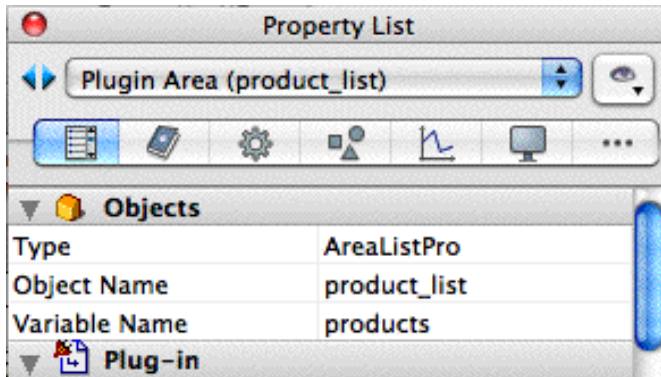 Property List
Plugin Area (product_list)
Objects
Type AreaListPro
Object Name product_list
Variable Name products
Plug-in